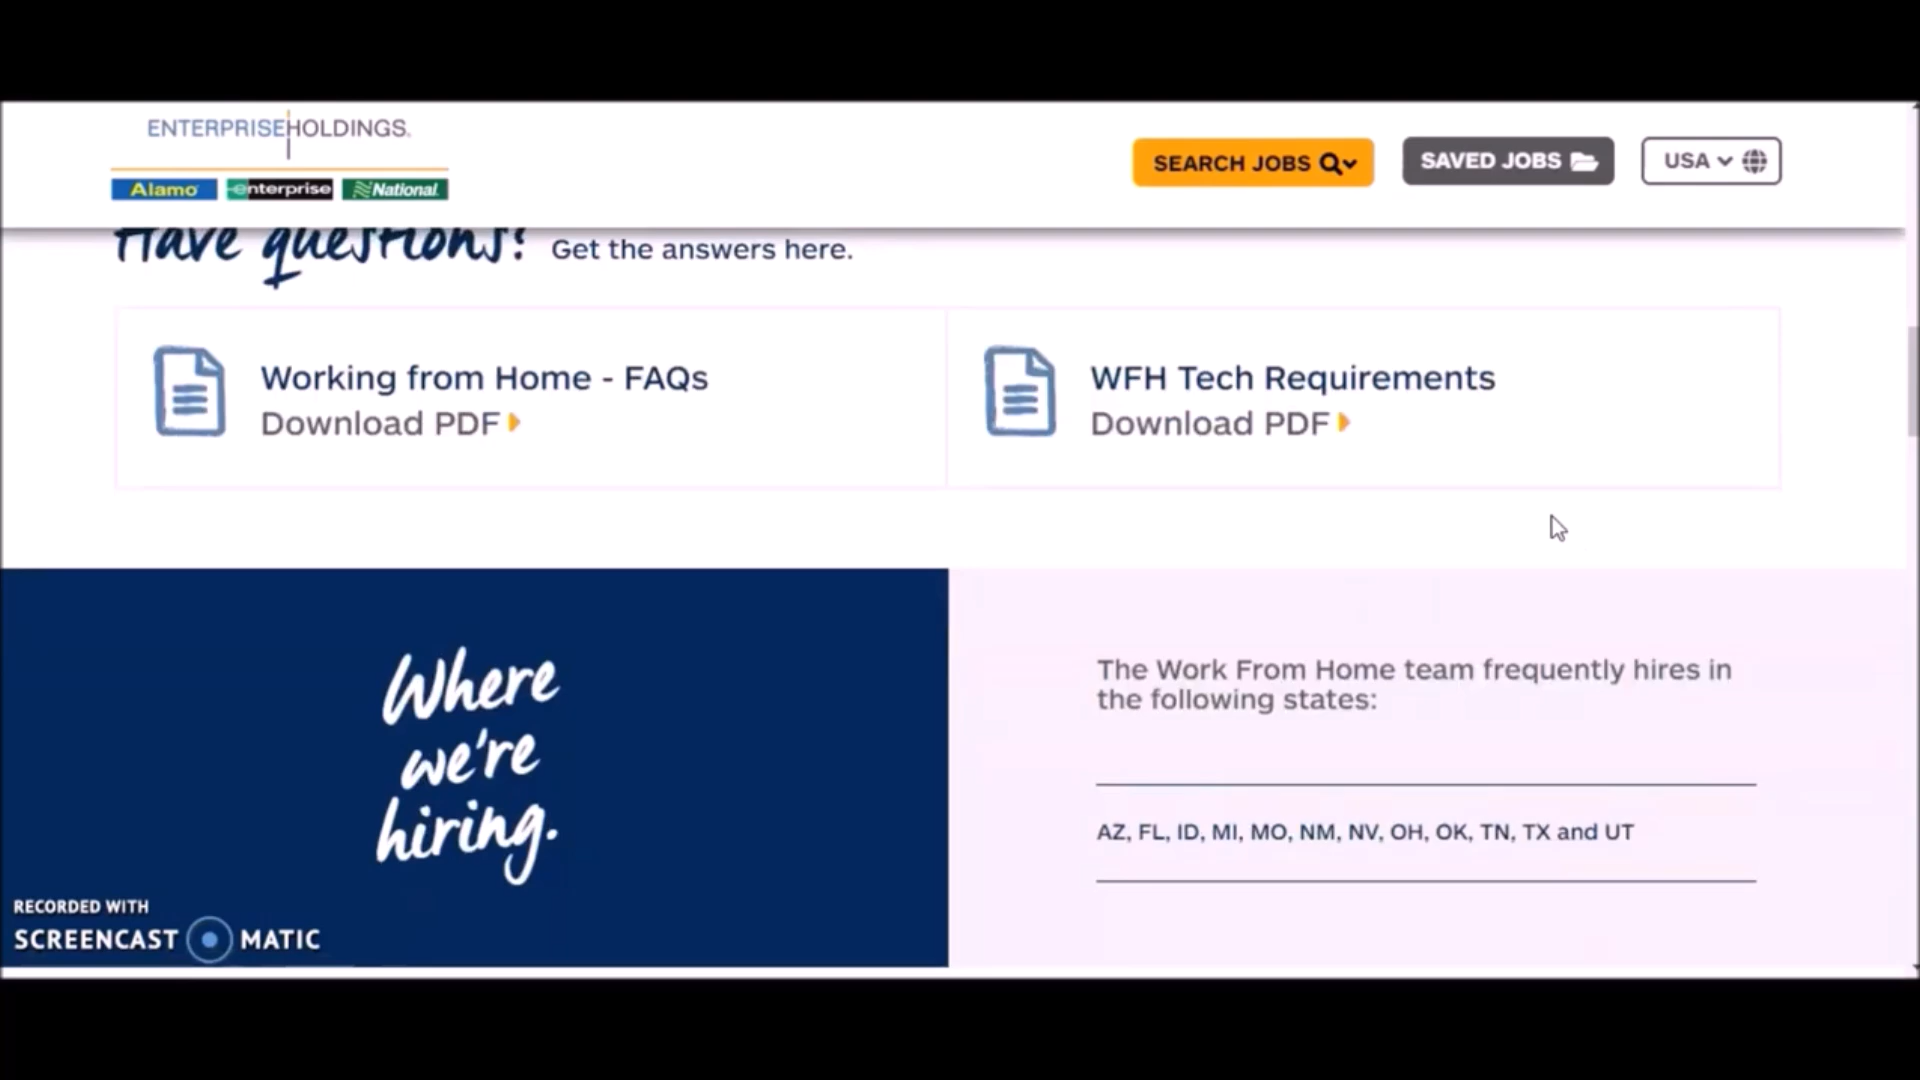 ENTERPRISEHOLDINGS.
Alamo enterprise National
SEARCH JOBS
SAVED JOBS
USA
Have questions? Get the answers here.
Working from Home - FAQs
Download PDF
WFH Tech Requirements
Download PDF
Where
we're
hiring.
The Work From Home team frequently hires in
the following states:
AZ, FL, ID, MI, MO, NM, NV, OH, OK, TN, TX and UT
RECORDED WITH
SCREENCAST MATIC